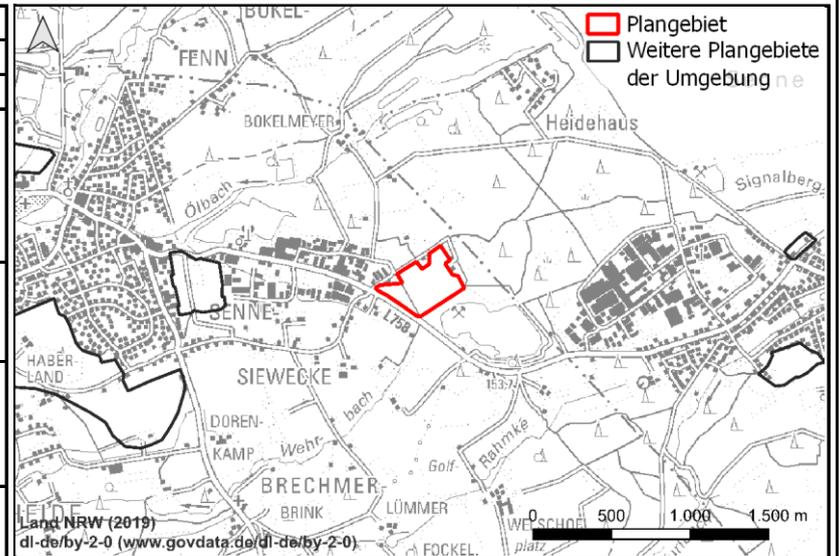 BOKEL-
Plangebiet
Weitere Plangebiete
der Umgebung
FENN
BOKELMEYER
Heidehaus
Signalberg
Ölbach
SENNE-
L758
HABER-
LAND
SIEWECKE
153,7
bach
DOREN-
KAMP
Wehr-
Rahmke
Golf-
BRECHMER-
BRINK
LÜMMER
platz
FOCKEL
0 500 1.000 1.500 m
Land NRW (2019)
dl-de/by-2-0 (www.govdata.de/dl-de/by-2-0)